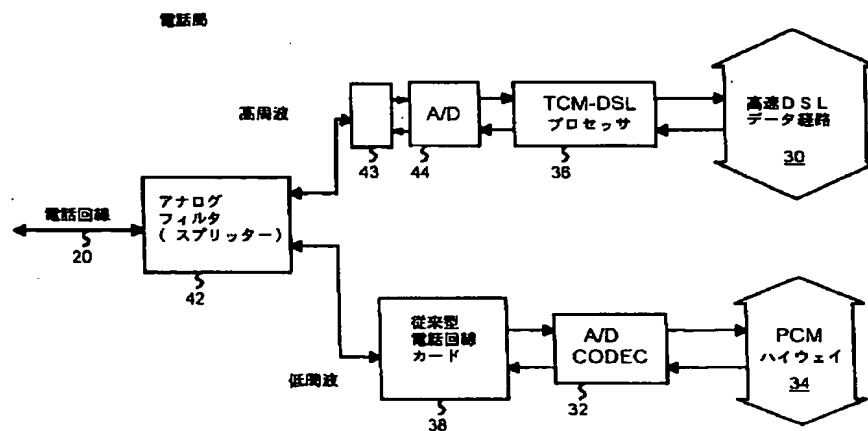 電話局
高周波
43
A/D
44
TCM-DSL
プロセッサ
36
高速DSL
データ経路
30
電話回線
20
アナログ
フィルタ
(スプリッター)
42
低周波
従来型
電話回線
カード
38
A/D
CODEC
32
PCM
ハイウェイ
34